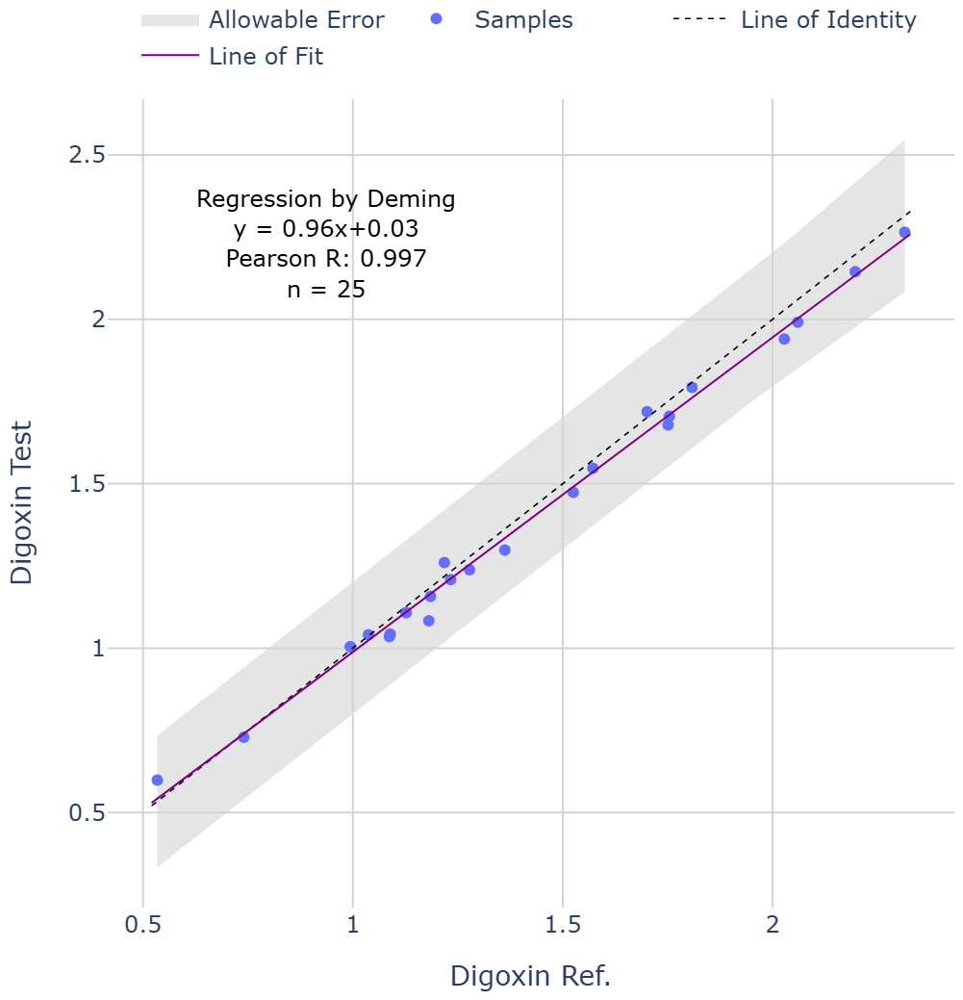 Allowable Error
Samples
Line of Identity
Line of Fit
2.5
2
1.5
1
0.5
Regression by Deming
y = 0.96x+0.03
Pearson R: 0.997
n = 25
Digoxin Test
0.5
1
1.5
2
Digoxin Ref.